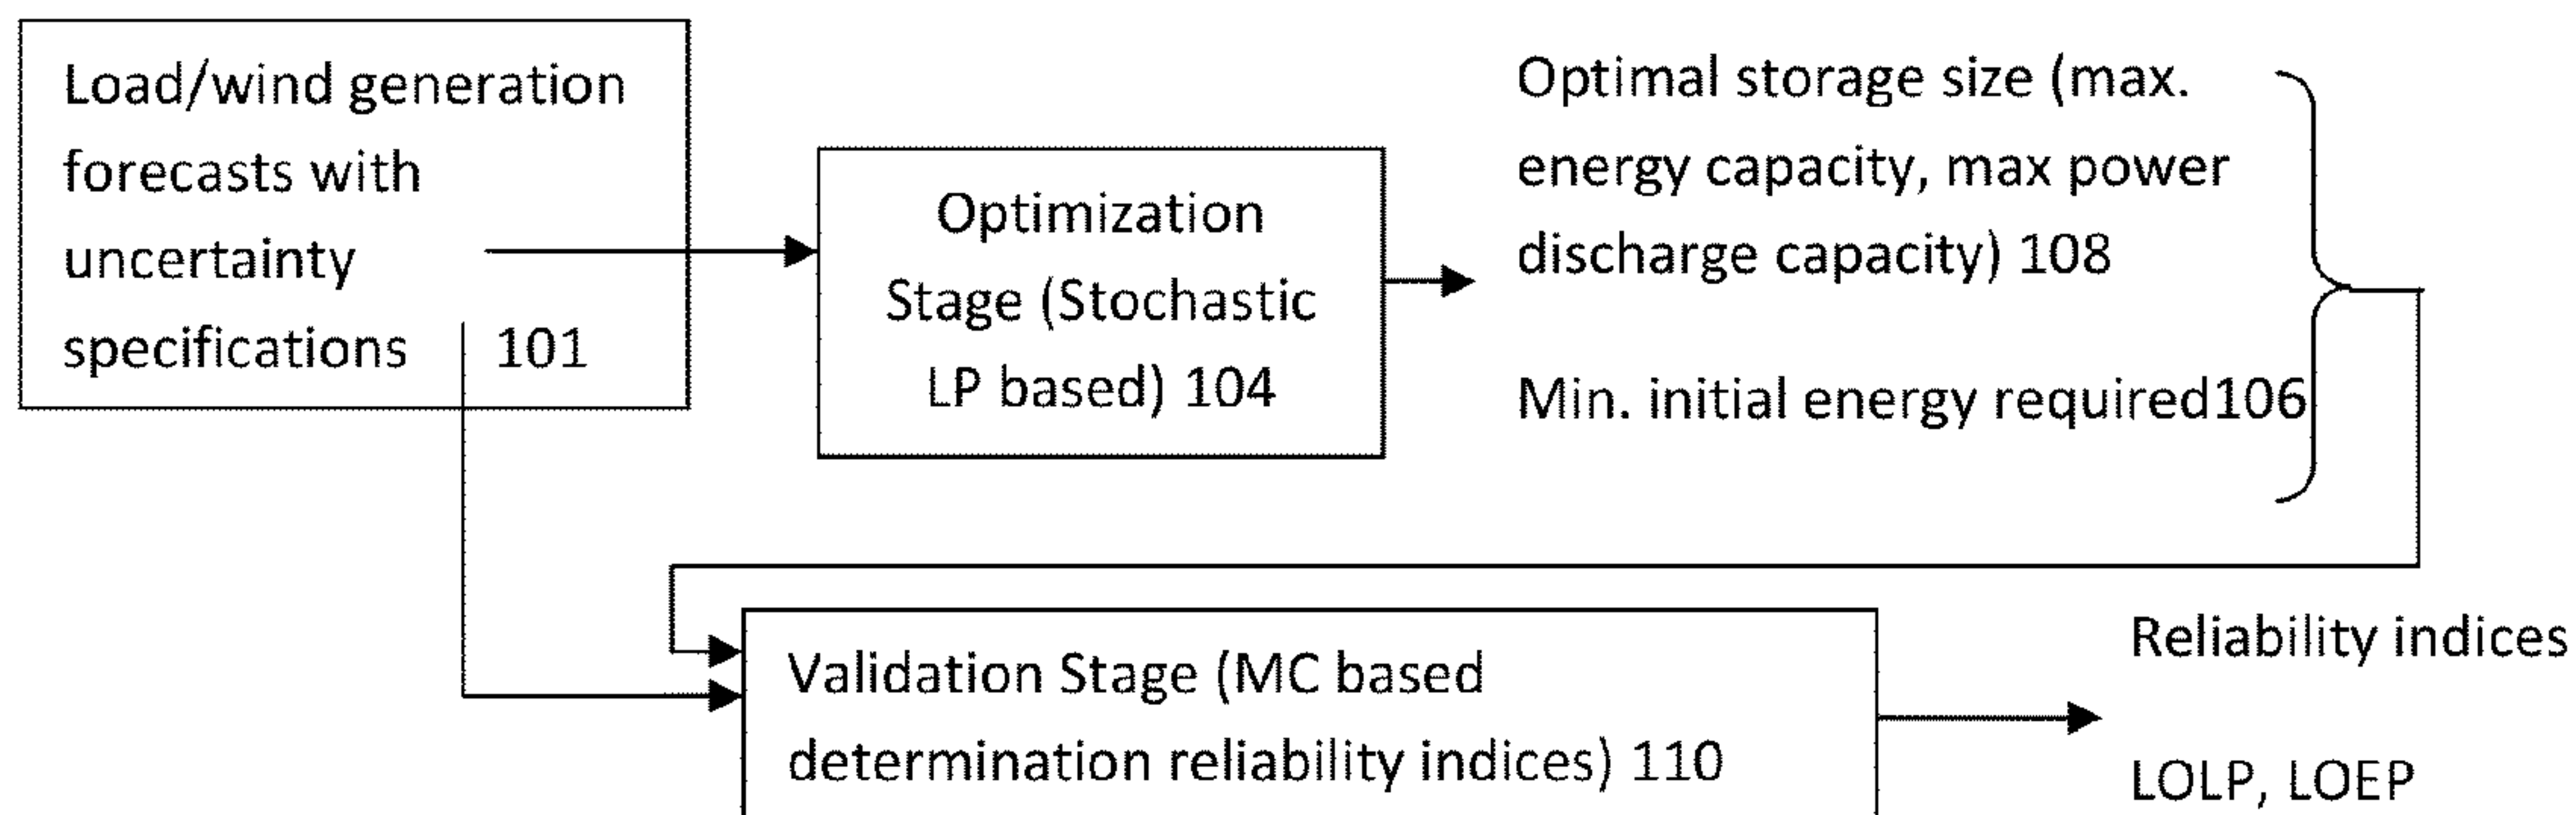 Load/wind generation
forecasts with
uncertainty
specifications 101
Optimization
Stage (Stochastic
LP based) 104
Optimal storage size (max.
energy capacity, max power
discharge capacity) 108
Min. initial energy required106
Validation Stage (MC based
determination reliability indices) 110
Reliability indices
LOLP, LOEP